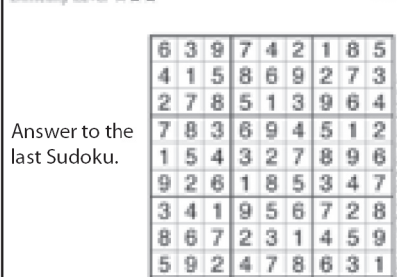 6 3 9 7 4 2 1 8 5
4 1 5 8 6 9 2 7 3
2 7 8 5 1 3 9 6 4
Answer to the
last Sudoku.
7 8 3 6 9 4 5 1 2
1 5 4 3 2 7 8 9 6
9 2 6 1 8 5 3 4 7
3 4 1 9 5 6 7 2 8
8 6 7 2 3 1 4 5 9
5 9 2 4 7 8 6 3 1